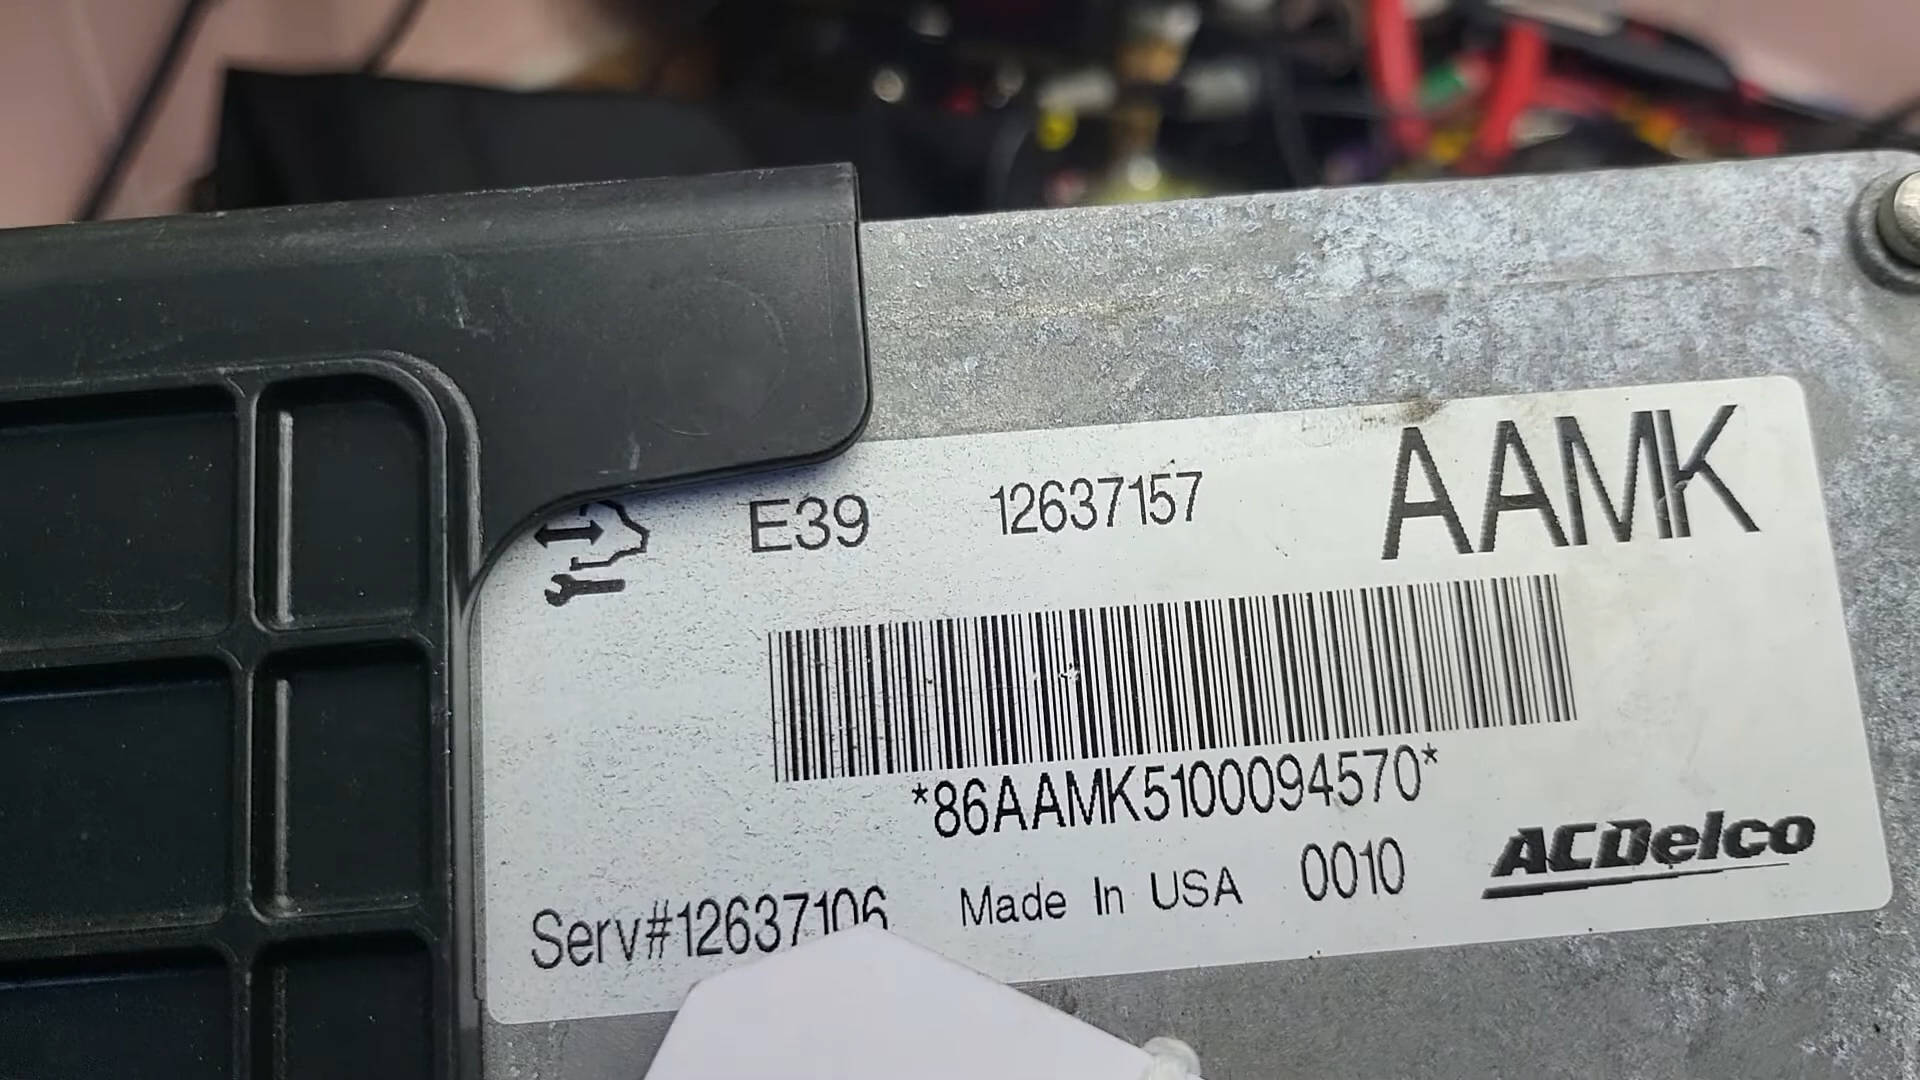 E39 12637157 AAMK
*86AAMK5100094570*
Serv#12637106 Made In USA 0010 ACDelco